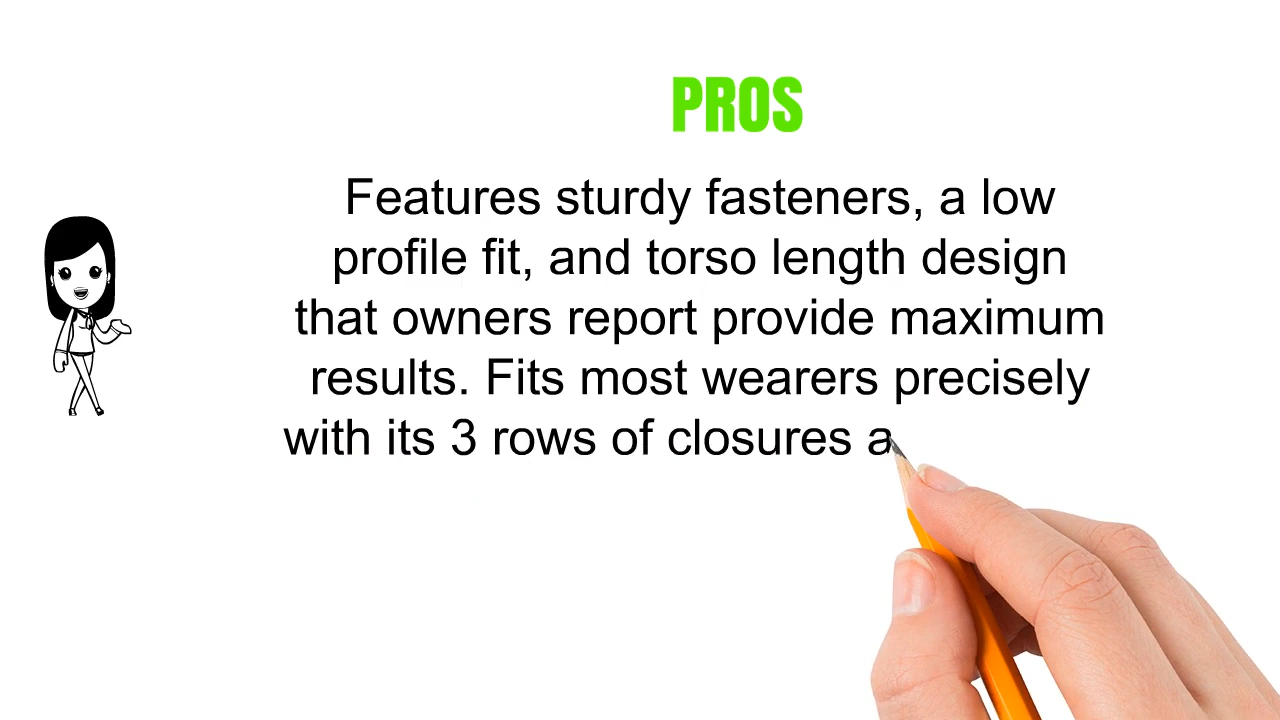 PROS
Features sturdy fasteners, a low
profile fit, and torso length design
that owners report provide maximum
results. Fits most wearers precisely
with its 3 rows of closures a